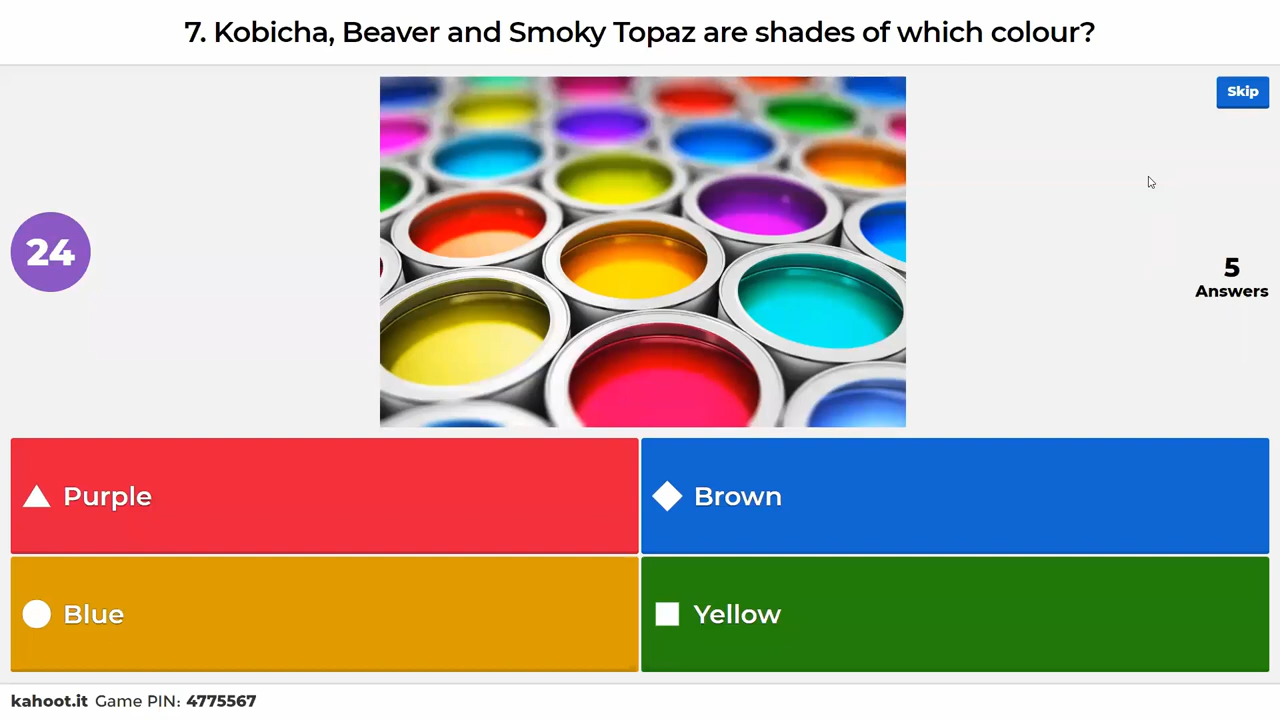 7. Kobicha, Beaver and Smoky Topaz are shades of which colour?
Skip
24
5
Answers
Purple
Brown
Blue
Yellow
kahoot.it Game PIN: 4775567